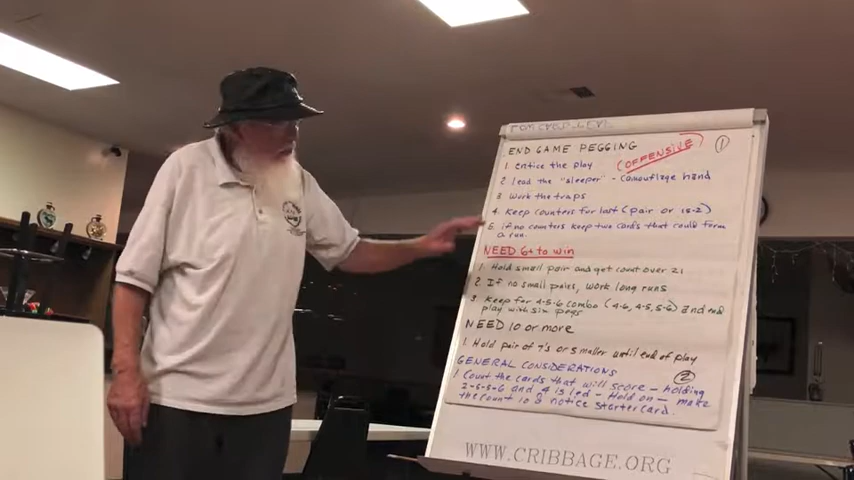 END GAME PEGGING
OFFENSIVE
1
1. entice the play
2. lead the "sleeper" - camouflage hand
3. Work the traps
4. Keep counters for last (pair or 15-2)
5. if no counters keep two cards that could form
a run.
NEED 6+ to win
1. Hold small pair and get count over 21
2. If no small pairs, work long runs
3. Keep for 4-5-6 combo (4-6, 4-5, 5-6) 3rd and end
play with six pegs
NEED 10 or more
1. Hold pair of 7's or smaller until end of play
GENERAL CONSIDERATIONS
2
1. Count the cards that will score - holding
2-5-5-6 and 4 is led - Hold on - make
the count 10 & notice starter card.
WWW.CRIBBAGE.ORG